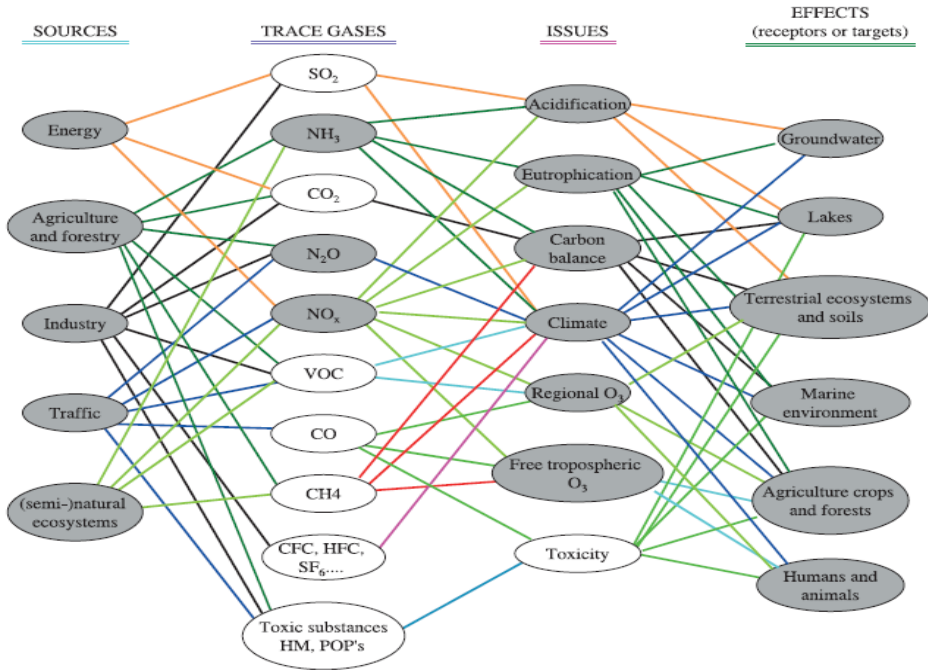 SOURCES
Energy
Agriculture
and forestry
Industry
Traffic
(semi-)natural
ecosystems
TRACE GASES
SO₂
NH₃
CO₂
N₂O
NOₓ
VOC
CO
CH4
CFC, HFC,
SF₆....
Toxic substances
HM, POP's
ISSUES
Acidification
Eutrophication
Carbon
balance
Climate
Regional O₃
Free tropospheric
O₃
Toxicity
EFFECTS
(receptors or targets)
Groundwater
Lakes
Terrestrial ecosystems
and soils
Marine
environment
Agriculture crops
and forests
Humans and
animals